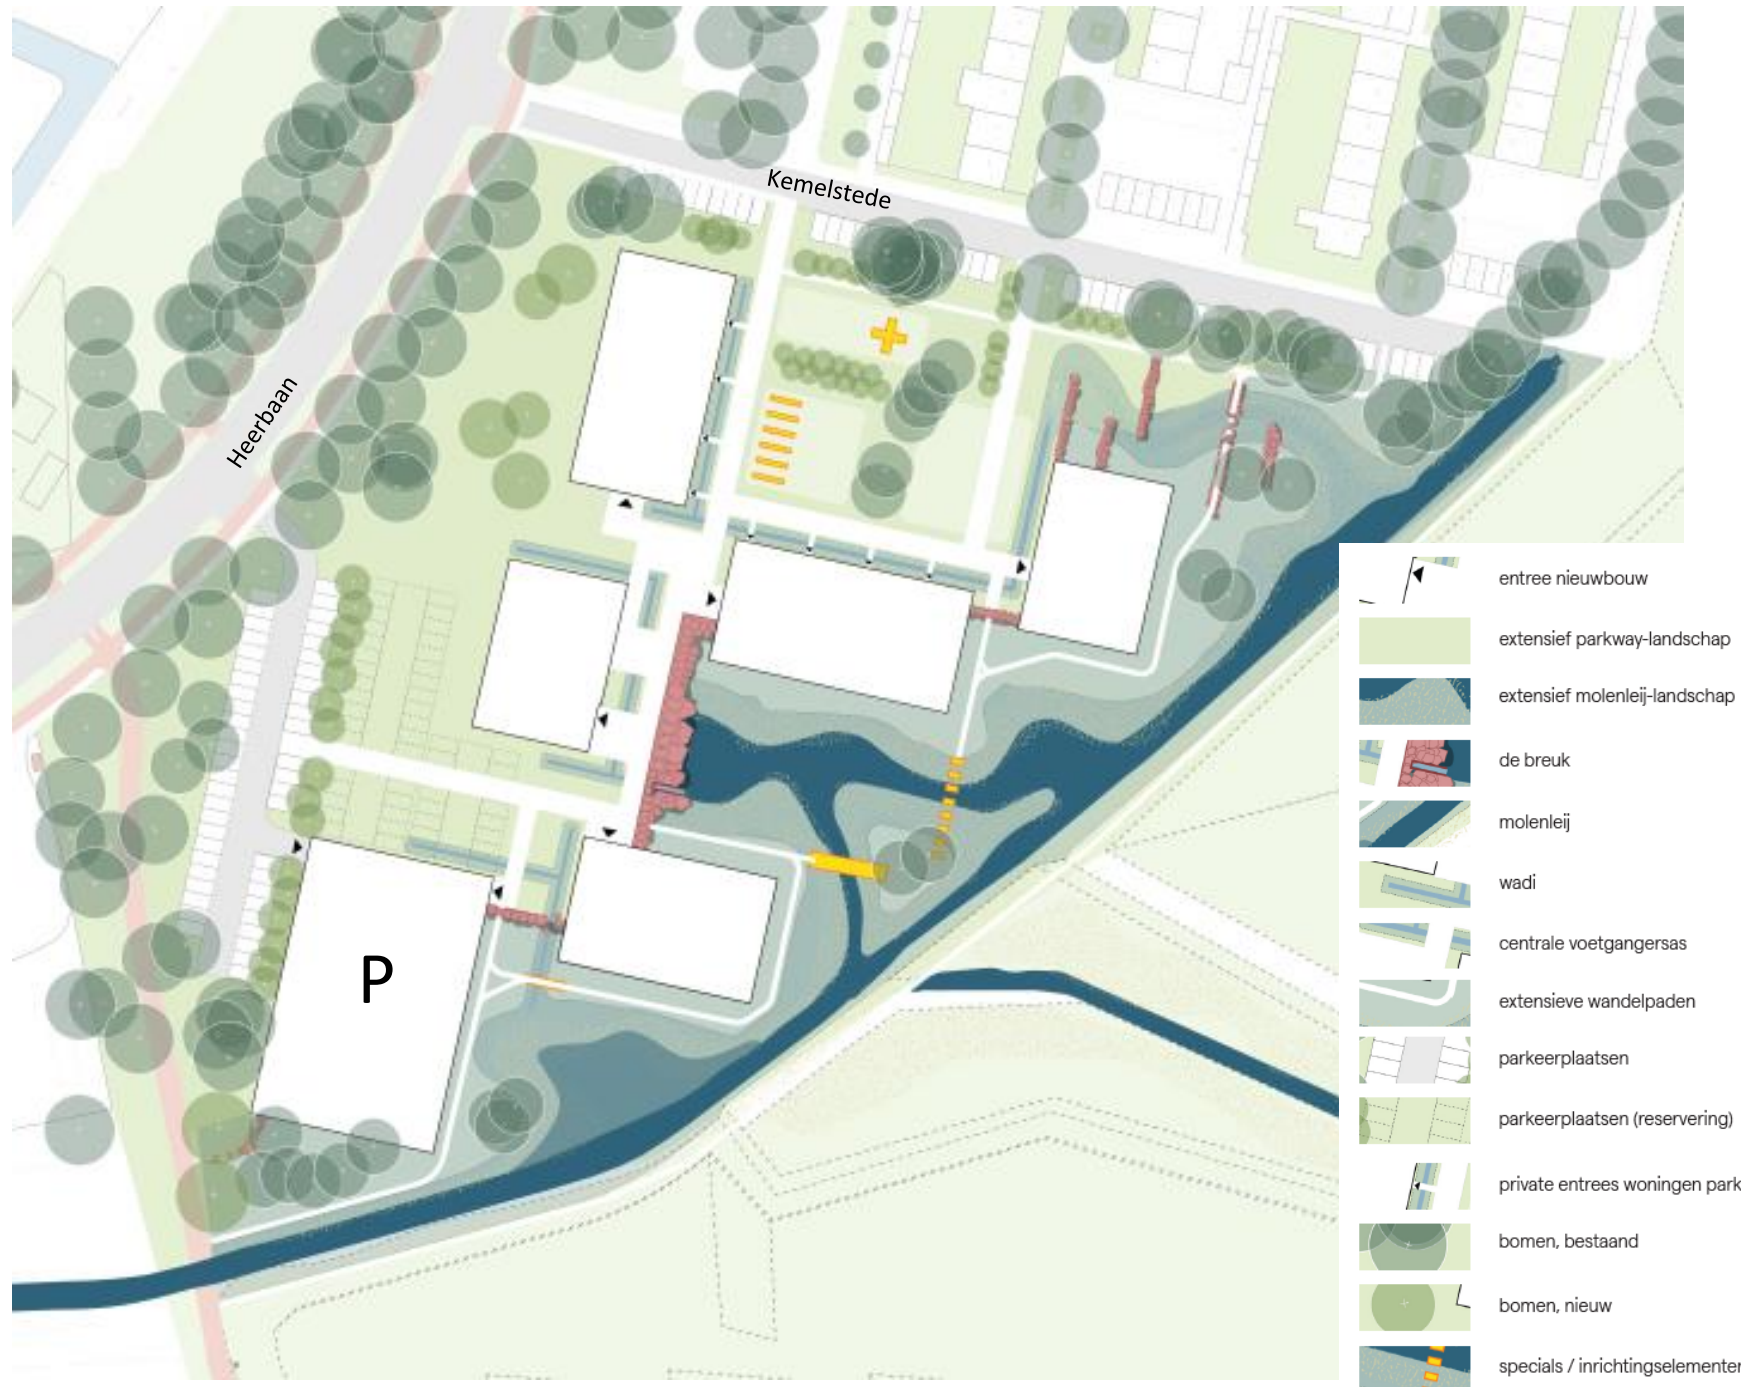 Kemelstede
Heerbaan
P
entree nieuwbouw
extensief parkway-landschap
extensief molenleij-landschap
de breuk
molenleij
wadi
centrale voetgangersas
extensieve wandelpaden
parkeerplaatsen
parkeerplaatsen (reservering)
private entrees woningen park
bomen, bestaand
bomen, nieuw
specials / inrichtingselementen